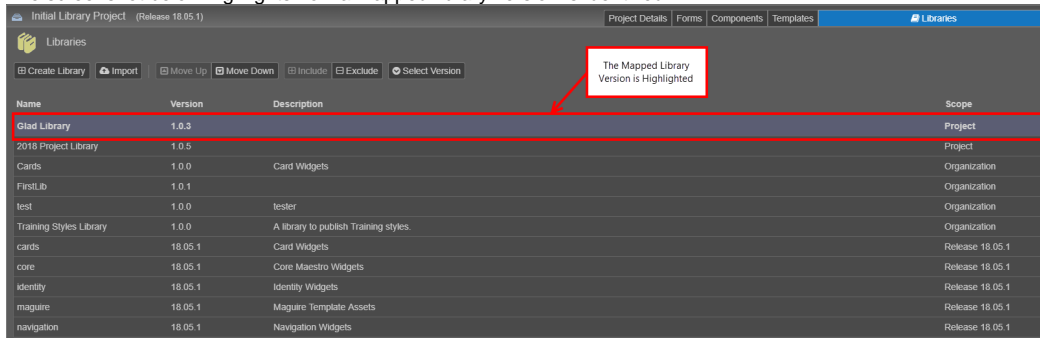 Initial Library Project (Release 18.05.1) Project Details Forms Components Templates Libraries
Libraries
Create Library Import Move Up Move Down Include Exclude Select Version
The Mapped Library
Version is Highlighted
Name Version Description Scope
Glad Library 1.0.3 Project
2018 Project Library 1.0.5 Project
Cards 1.0.0 Card Widgets Organization
FirstLib 1.0.1 Organization
test 1.0.0 tester Organization
Training Styles Library 1.0.0 A library to publish Training styles. Organization
cards 18.05.1 Card Widgets Release 18.05.1
core 18.05.1 Core Maestro Widgets Release 18.05.1
identity 18.05.1 Identity Widgets Release 18.05.1
maguire 18.05.1 Maguire Template Assets Release 18.05.1
navigation 18.05.1 Navigation Widgets Release 18.05.1